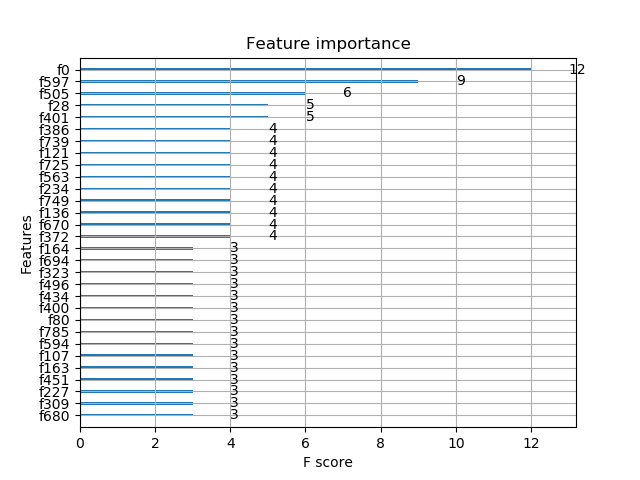 Feature importance
f0 12
f597 9
f505 6
f28 5
f401 5
f386 4
f739 4
f121 4
f725 4
f563 4
f234 4
f749 4
f136 4
f670 4
f372 4
f164 3
f694 3
f323 3
f496 3
f434 3
f400 3
f80 3
f785 3
f594 3
f107 3
f163 3
f451 3
f227 3
f309 3
f680 3
Features
0 2 4 6 8 10 12
F score